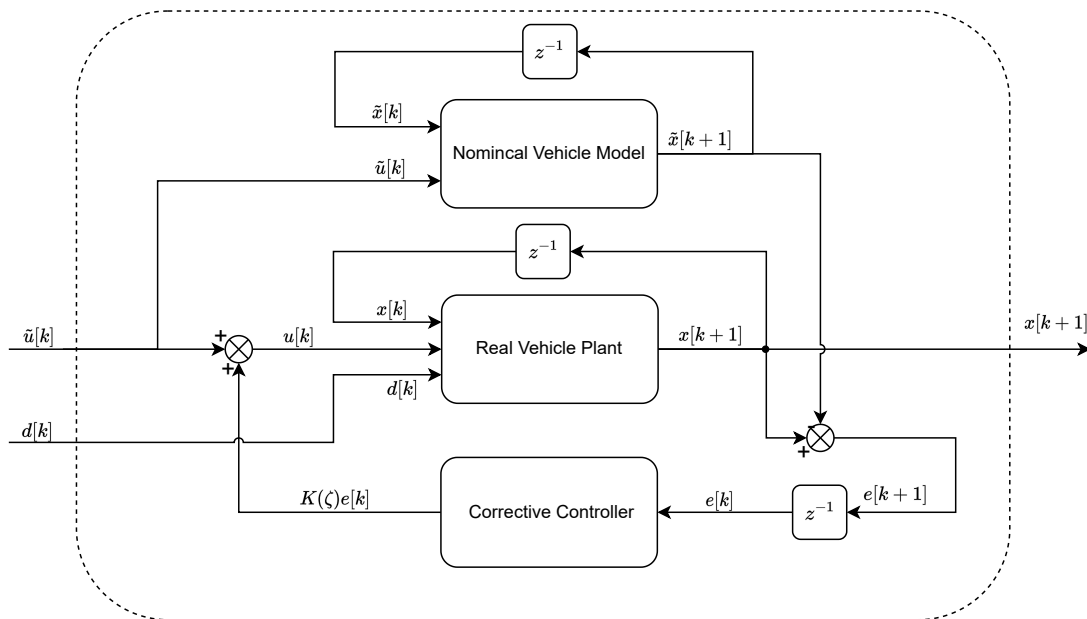 z⁻¹
x̃[k]
Nomincal Vehicle Model
x̃[k + 1]
ũ[k]
z⁻¹
x[k]
ũ[k]
+
u[k]
Real Vehicle Plant
x[k+1]
x[k + 1]
+
d[k]
d[k]
-
+
K(ζ)e[k]
Corrective Controller
e[k]
z⁻¹
e[k + 1]